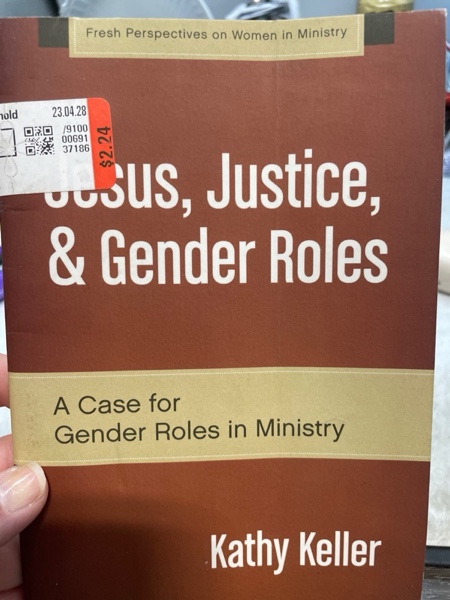 Fresh Perspectives on Women in Ministry
hold 23.04.28
/9100
00691
37186
$2.24
Jesus, Justice,
& Gender Roles
A Case for
Gender Roles in Ministry
Kathy Keller